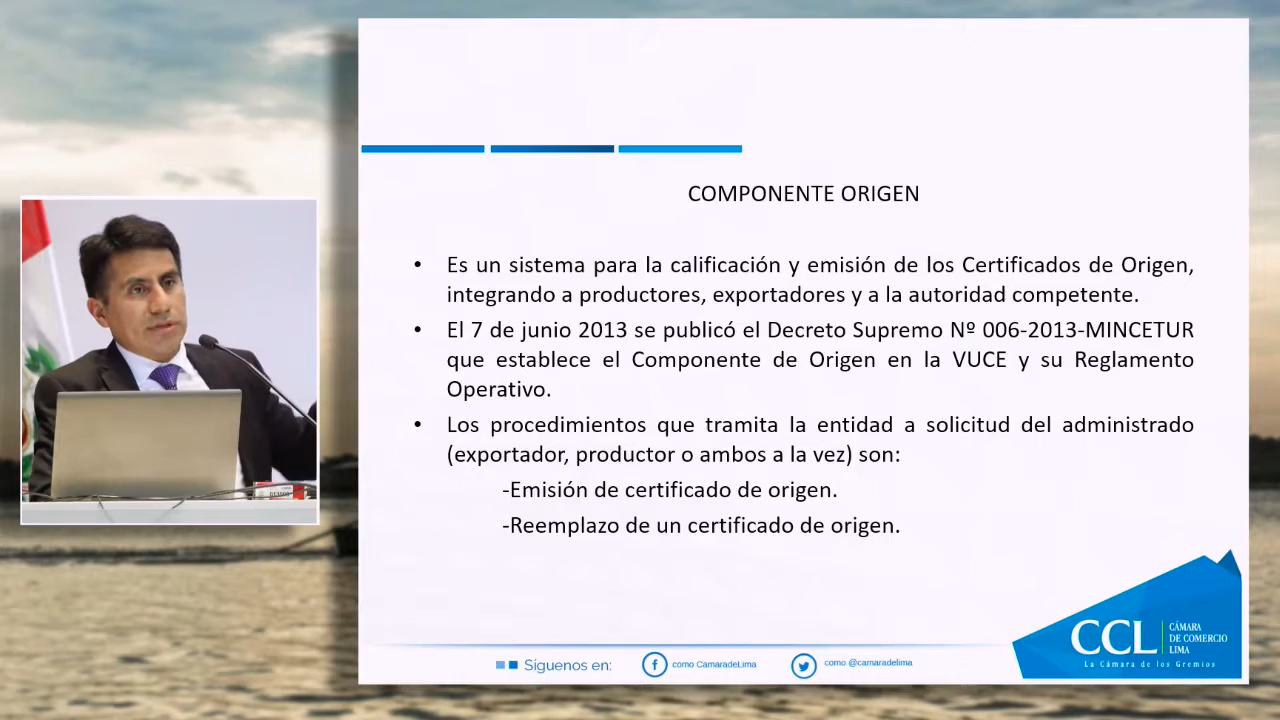 COMPONENTE ORIGEN
• Es un sistema para la calificación y emisión de los Certificados de Origen,
integrando a productores, exportadores y a la autoridad competente.
• El 7 de junio 2013 se publicó el Decreto Supremo Nº 006-2013-MINCETUR
que establece el Componente de Origen en la VUCE y su Reglamento
Operativo.
• Los procedimientos que tramita la entidad a solicitud del administrado
(exportador, productor o ambos a la vez) son:
-Emisión de certificado de origen.
-Reemplazo de un certificado de origen.
CCL
CÁMARA
DE COMERCIO
LIMA
La Cámara de los Gremios
Síguenos en:
como CamaradeLima
como @camaradelima